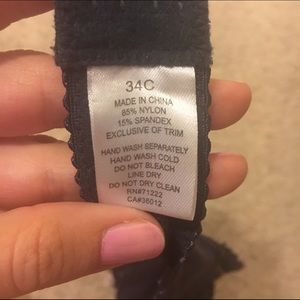 34C
MADE IN CHINA
85% NYLON
15% SPANDEX
EXCLUSIVE OF TRIM
HAND WASH SEPARATELY
HAND WASH COLD
DO NOT BLEACH
LINE DRY
DO NOT DRY CLEAN
RN#71222
CA#36012